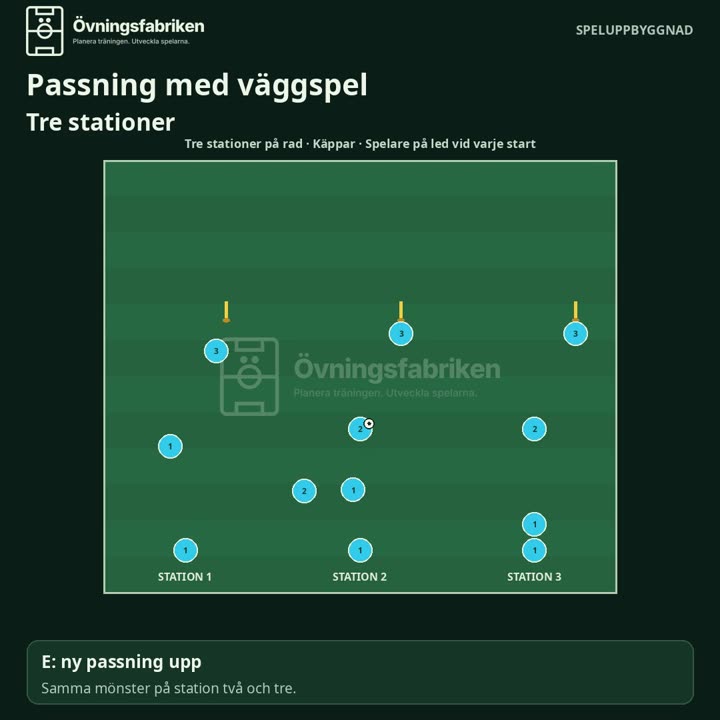 Övningsfabriken
Planera träningen. Utveckla spelarna.
SPELUPPBYGGNAD
Passning med väggspel
Tre stationer
Tre stationer på rad · Käppar · Spelare på led vid varje start
3
3
3
Övningsfabriken
Planera träningen. Utveckla spelarna.
2
2
1
2
1
1
1
1
1
STATION 1
STATION 2
STATION 3
E: ny passning upp
Samma mönster på station två och tre.